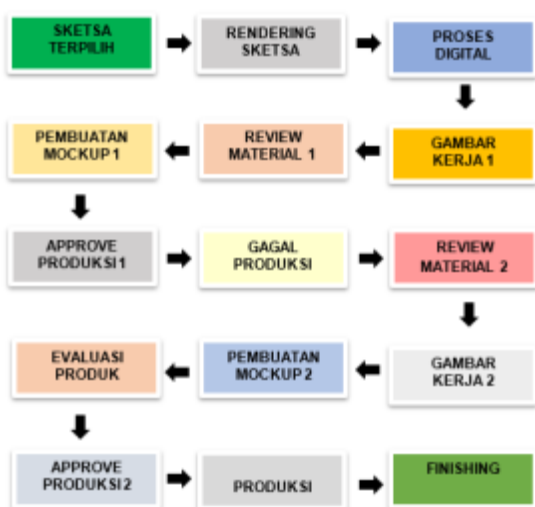 SKETSA
TERPILIH
RENDERING
SKETSA
PROSES
DIGITAL
GAMBAR
KERJA 1
REVIEW
MATERIAL 1
PEMBUATAN
MOCKUP 1
APPROVE
PRODUKSI 1
GAGAL
PRODUKSI
REVIEW
MATERIAL 2
GAMBAR
KERJA 2
PEMBUATAN
MOCKUP 2
EVALUASI
PRODUK
APPROVE
PRODUKSI 2
PRODUKSI
FINISHING